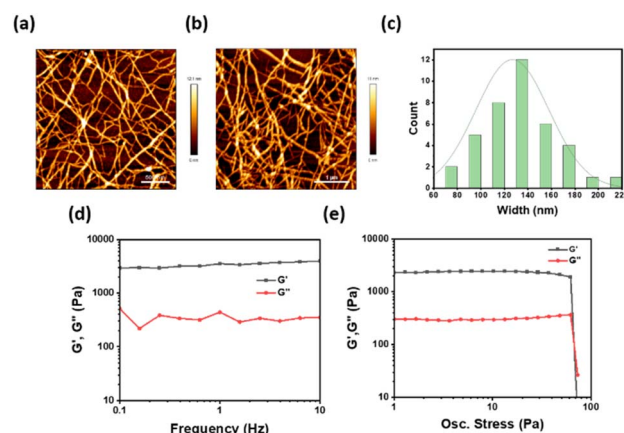 (a)
(b)
(c)
1 µm
12
10
8
6
4
2
0
Count
60 80 100 120 140 160 180 200 22
Width (nm)
(d)
(e)
10000
1000
100
10
G', G'' (Pa)
G'
G''
0.1 1 10
Frequency (Hz)
10000
1000
100
10
G',G'' (Pa)
G'
G''
1 10 100
Osc. Stress (Pa)